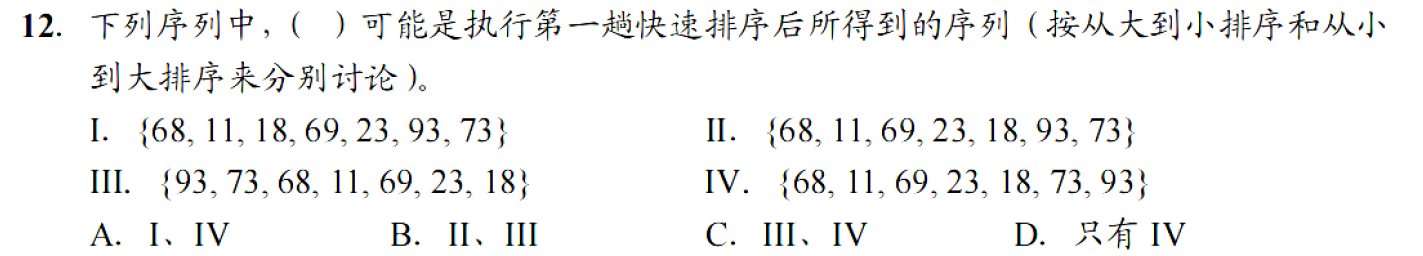 12. 下列序列中，（ ）可能是执行第一趟快速排序后所得到的序列（按从大到小排序和从小
到大排序来分别讨论）。
I. {68, 11, 18, 69, 23, 93, 73} II. {68, 11, 69, 23, 18, 93, 73}
III. {93, 73, 68, 11, 69, 23, 18} IV. {68, 11, 69, 23, 18, 73, 93}
A. I、IV B. II、III C. III、IV D. 只有 IV